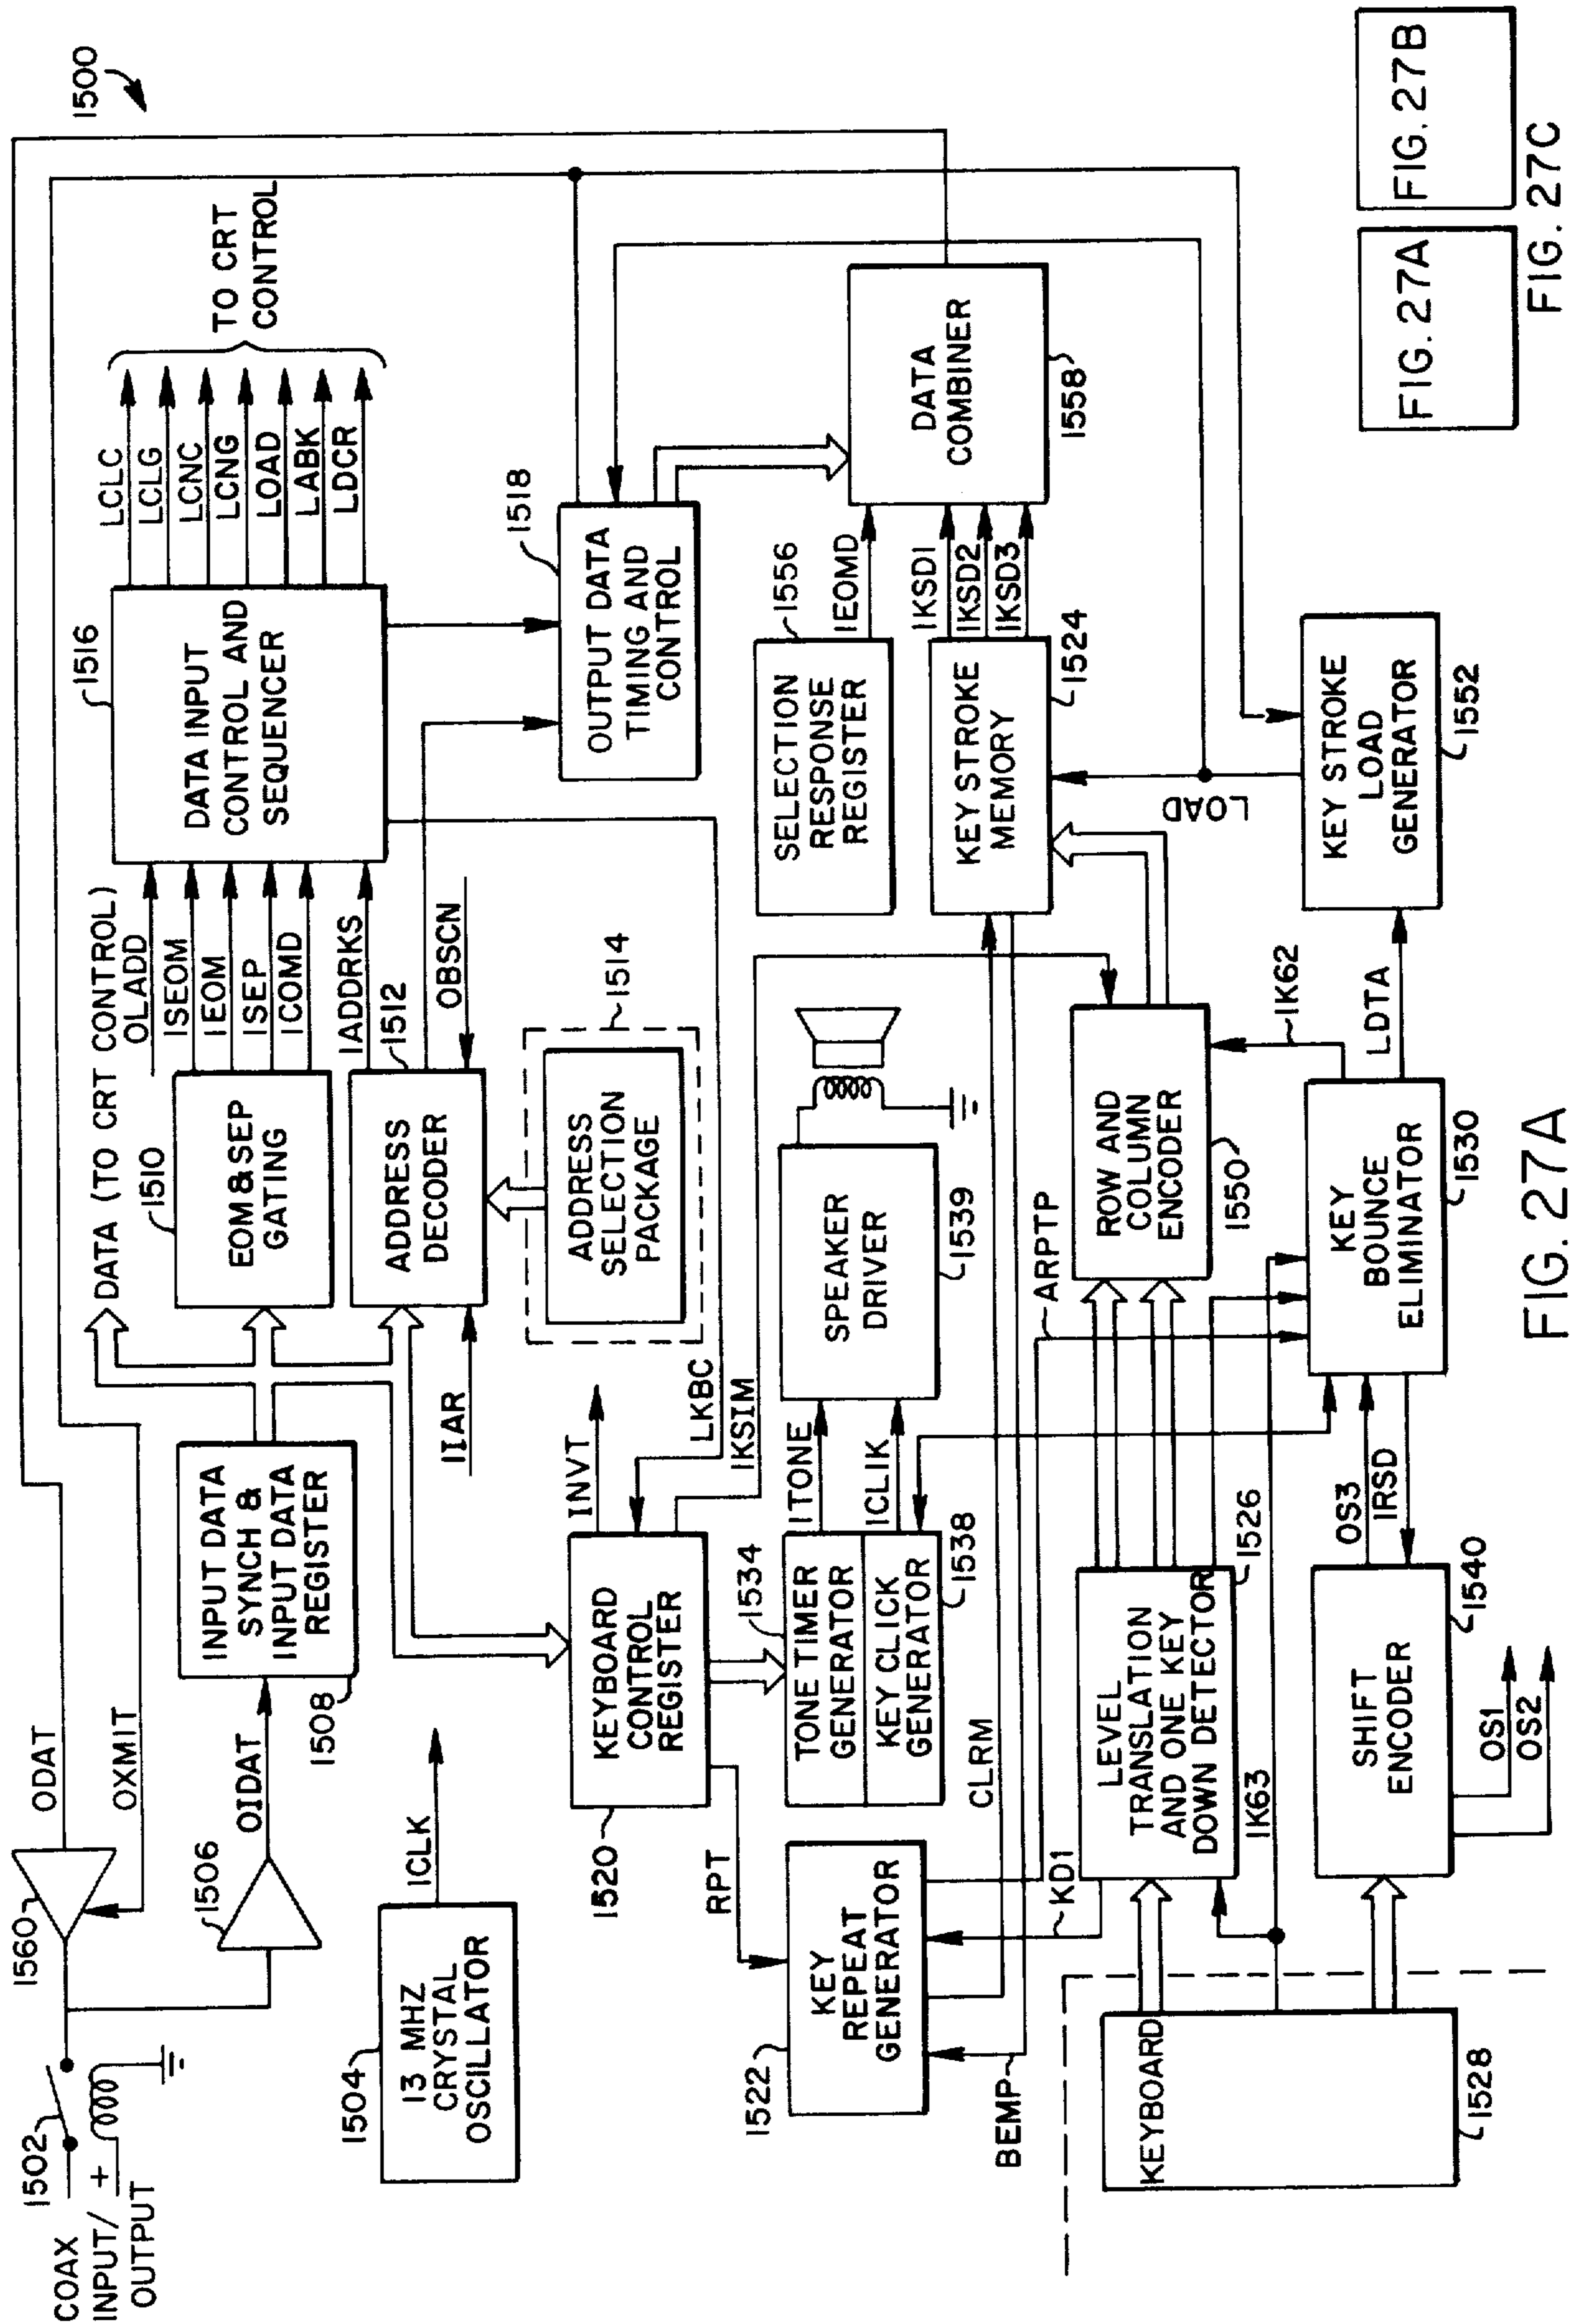 1500
COAX
INPUT/
OUTPUT
+
1502
1560
1506
ODAT
OXMIT
OIDAT
1508
INPUT DATA
SYNCH &
INPUT DATA
REGISTER
DATA (TO CRT CONTROL)
1510
EOM&SEP
GATING
OLADD
ISEOM
IEOM
ISEP
ICOMD
IADDRKS
1516
DATA INPUT
CONTROL AND
SEQUENCER
LCLC
LCLG
LCNC
LCNG
LOAD
LABK
LDCR
TO CRT
CONTROL
1504
13 MHZ
CRYSTAL
OSCILLATOR
ICLK
IIAR
ADDRESS
DECODER
1512
OBSCN
1514
ADDRESS
SELECTION
PACKAGE
1518
OUTPUT DATA
TIMING AND
CONTROL
1520
KEYBOARD
CONTROL
REGISTER
INVT
LKBC
IKSIM
RPT
1534
TONE TIMER
GENERATOR
KEY CLICK
GENERATOR
1538
ITONE
ICLIK
SPEAKER
DRIVER
1539
1556
SELECTION
RESPONSE
REGISTER
IEOMD
KEY STROKE
MEMORY
1524
IKSD1
IKSD2
IKSD3
DATA
COMBINER
1558
1522
KEY
REPEAT
GENERATOR
BEMP
CLRM
KD1
ARPTP
LOAD
KEYBOARD
1528
LEVEL
TRANSLATION
AND ONE KEY
DOWN DETECTOR
1526
IK63
ROW AND
COLUMN
ENCODER
1550
IK62
SHIFT
ENCODER
1540
OS1
OS2
OS3
IRSD
KEY
BOUNCE
ELIMINATOR
1530
LDTA
KEY STROKE
LOAD
GENERATOR
1552
FIG. 27A
FIG. 27A
FIG. 27B
FIG. 27C